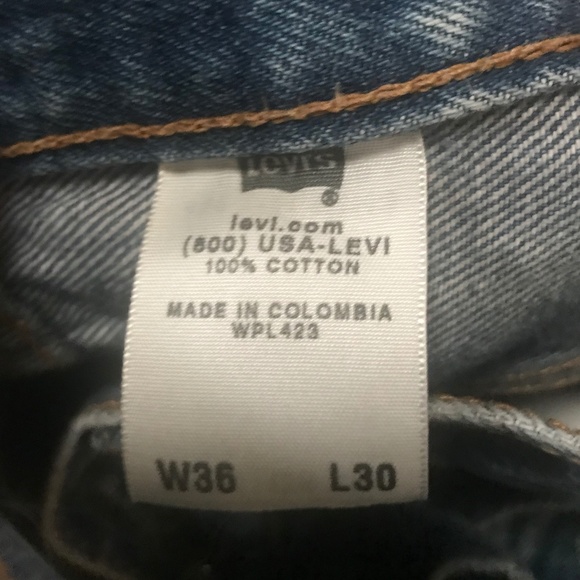 Levi's
®
levi.com
(800) USA-LEVI
100% COTTON
MADE IN COLOMBIA
WPL423
W36 L30